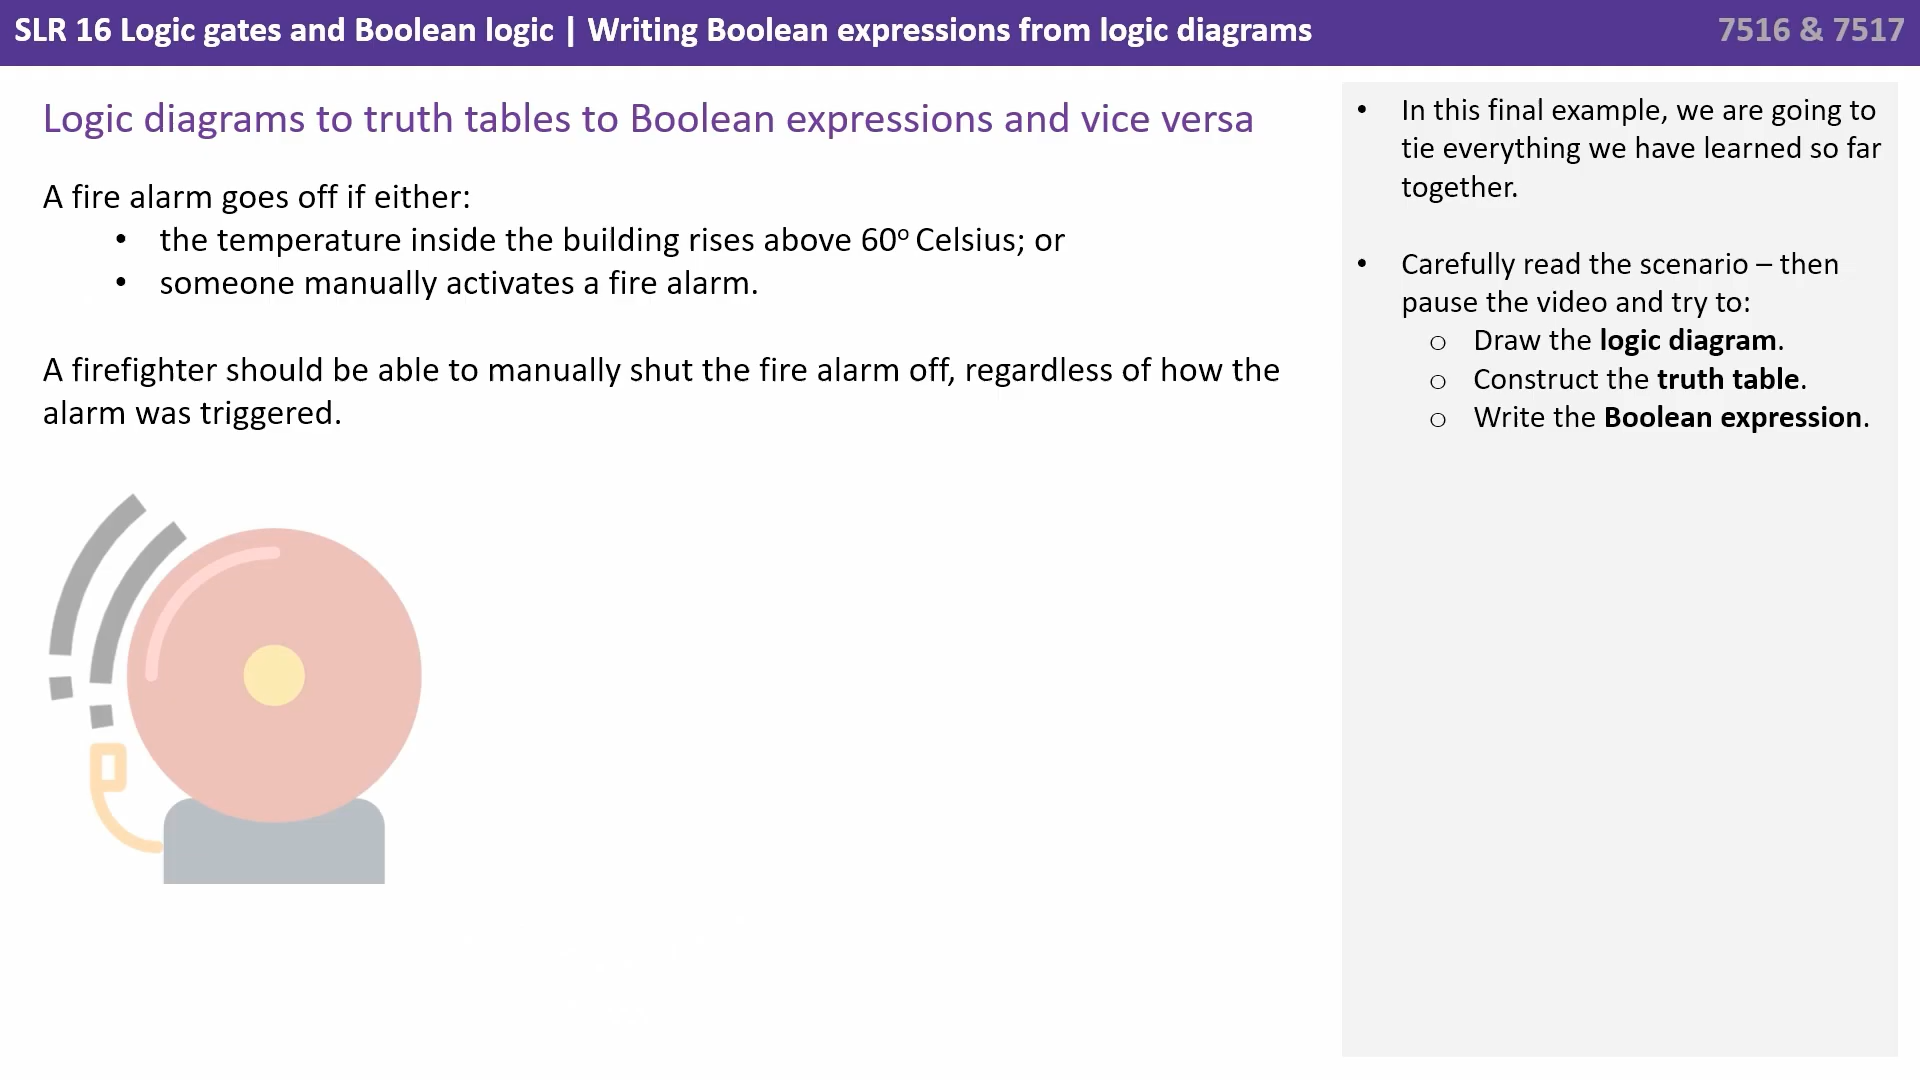 SLR 16 Logic gates and Boolean logic | Writing Boolean expressions from logic diagrams
7516 & 7517
Logic diagrams to truth tables to Boolean expressions and vice versa
A fire alarm goes off if either:
• the temperature inside the building rises above 60º Celsius; or
• someone manually activates a fire alarm.
A firefighter should be able to manually shut the fire alarm off, regardless of how the
alarm was triggered.
• In this final example, we are going to
tie everything we have learned so far
together.
• Carefully read the scenario – then
pause the video and try to:
o Draw the logic diagram.
o Construct the truth table.
o Write the Boolean expression.